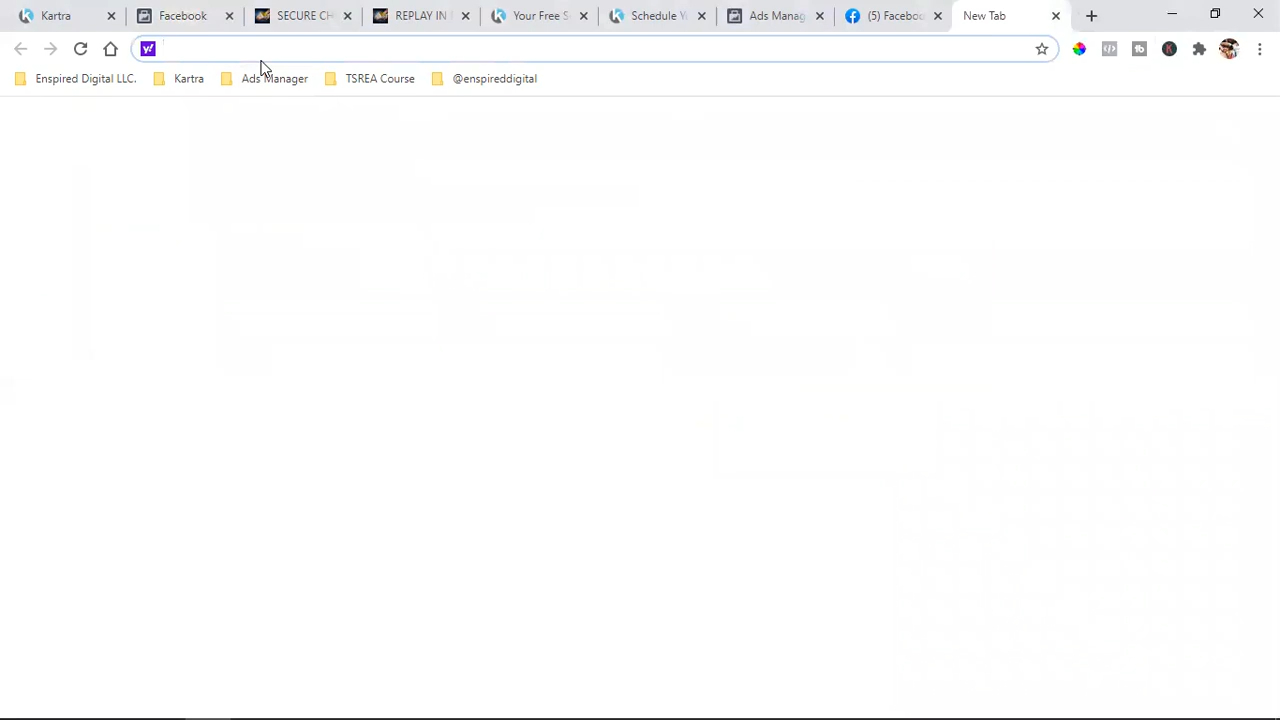 Kartra Facebook SECURE CH REPLAY IN Your Free S Schedule Y Ads Manag (5) Facebo New Tab
y!
Enspired Digital LLC. Kartra Ads Manager TSREA Course @enspireddigital